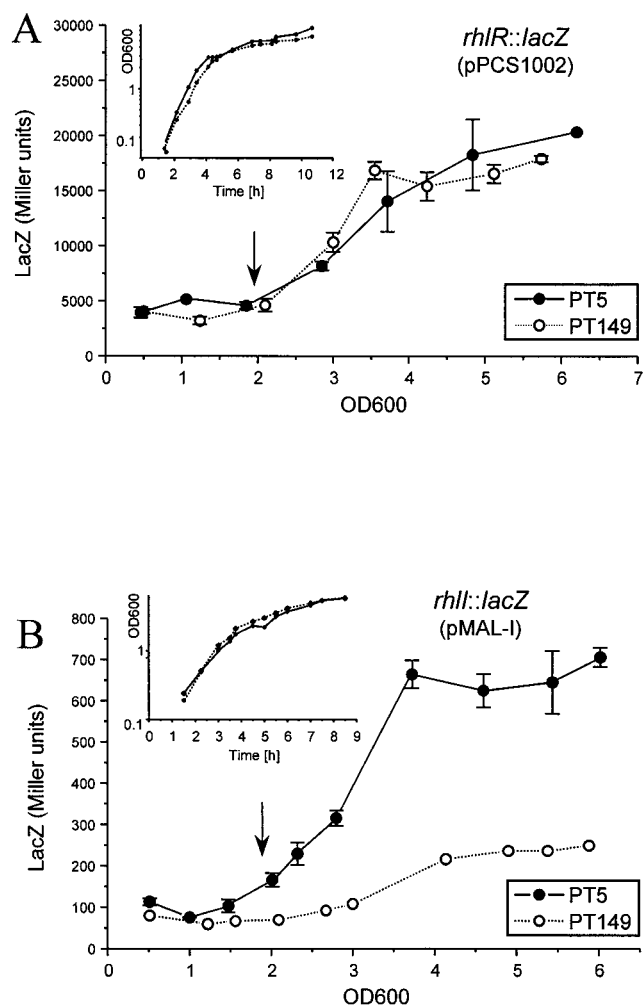 A
rhlR::lacZ
(pPCS1002)
30000
25000
20000
15000
10000
5000
0
LacZ (Miller units)
OD600
1
0.1
0 2 4 6 8 10 12
Time [h]
PT5
PT149
0 1 2 3 4 5 6 7
OD600
B
rhlI::lacZ
(pMAL-I)
800
700
600
500
400
300
200
100
0
LacZ (Miller units)
OD600
1
0.1
0 1 2 3 4 5 6 7 8 9
Time [h]
PT5
PT149
0 1 2 3 4 5 6
OD600